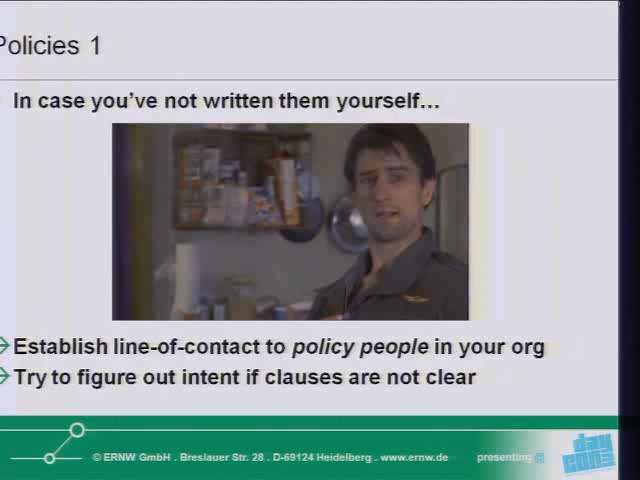 Policies 1
In case you've not written them yourself…
Establish line-of-contact to policy people in your org
Try to figure out intent if clauses are not clear
© ERNW GmbH . Breslauer Str. 28 . D-69124 Heidelberg . www.ernw.de
presenting @
day
cons